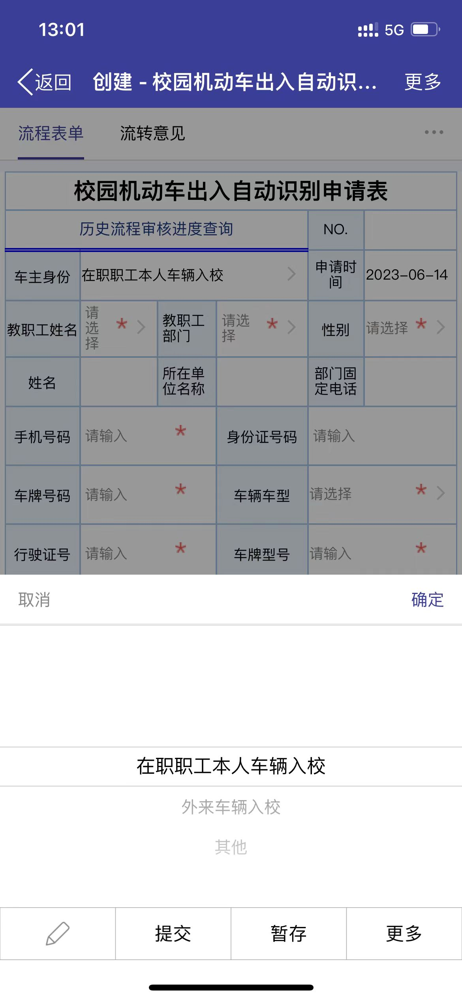 13:01
5G
返回
创建 - 校园机动车出入自动识...
更多
流程表单
流转意见
校园机动车出入自动识别申请表
历史流程审核进度查询
NO.
车主身份
在职职工本人车辆入校
申请时
间
2023-06-14
教职工姓名
请
选
择
*
教职工
部门
请选
择
*
性别
请选择
*
姓名
所在单
位名称
部门固
定电话
手机号码
请输入
*
身份证号码
请输入
车牌号码
请输入
*
车辆车型
请选择
*
行驶证号
请输入
*
车牌型号
请输入
*
取消
确定
在职职工本人车辆入校
外来车辆入校
其他
提交
暂存
更多